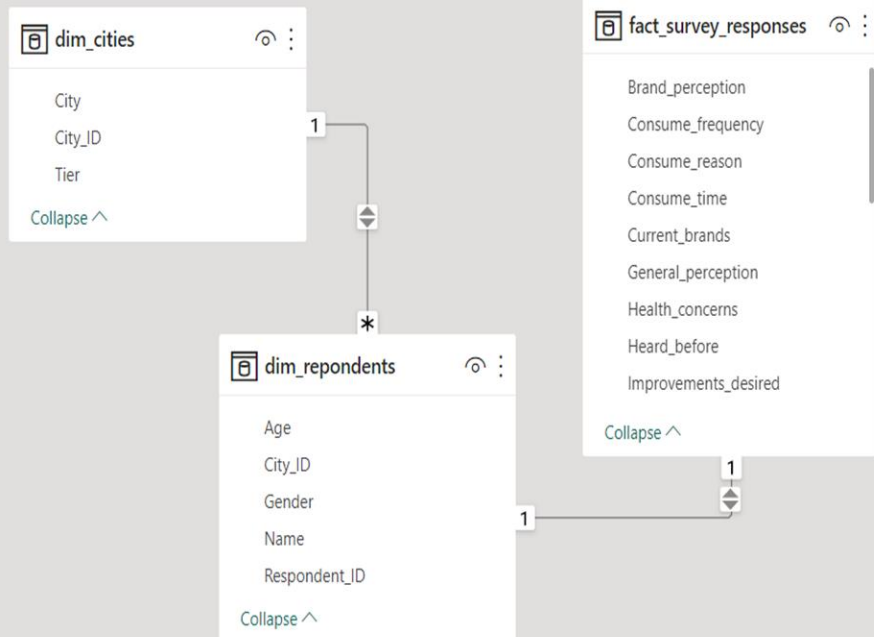 dim_cities
City
City_ID
Tier
Collapse
1
*
fact_survey_responses
Brand_perception
Consume_frequency
Consume_reason
Consume_time
Current_brands
General_perception
Health_concerns
Heard_before
Improvements_desired
Collapse
1
dim_repondents
Age
City_ID
Gender
Name
Respondent_ID
Collapse
1